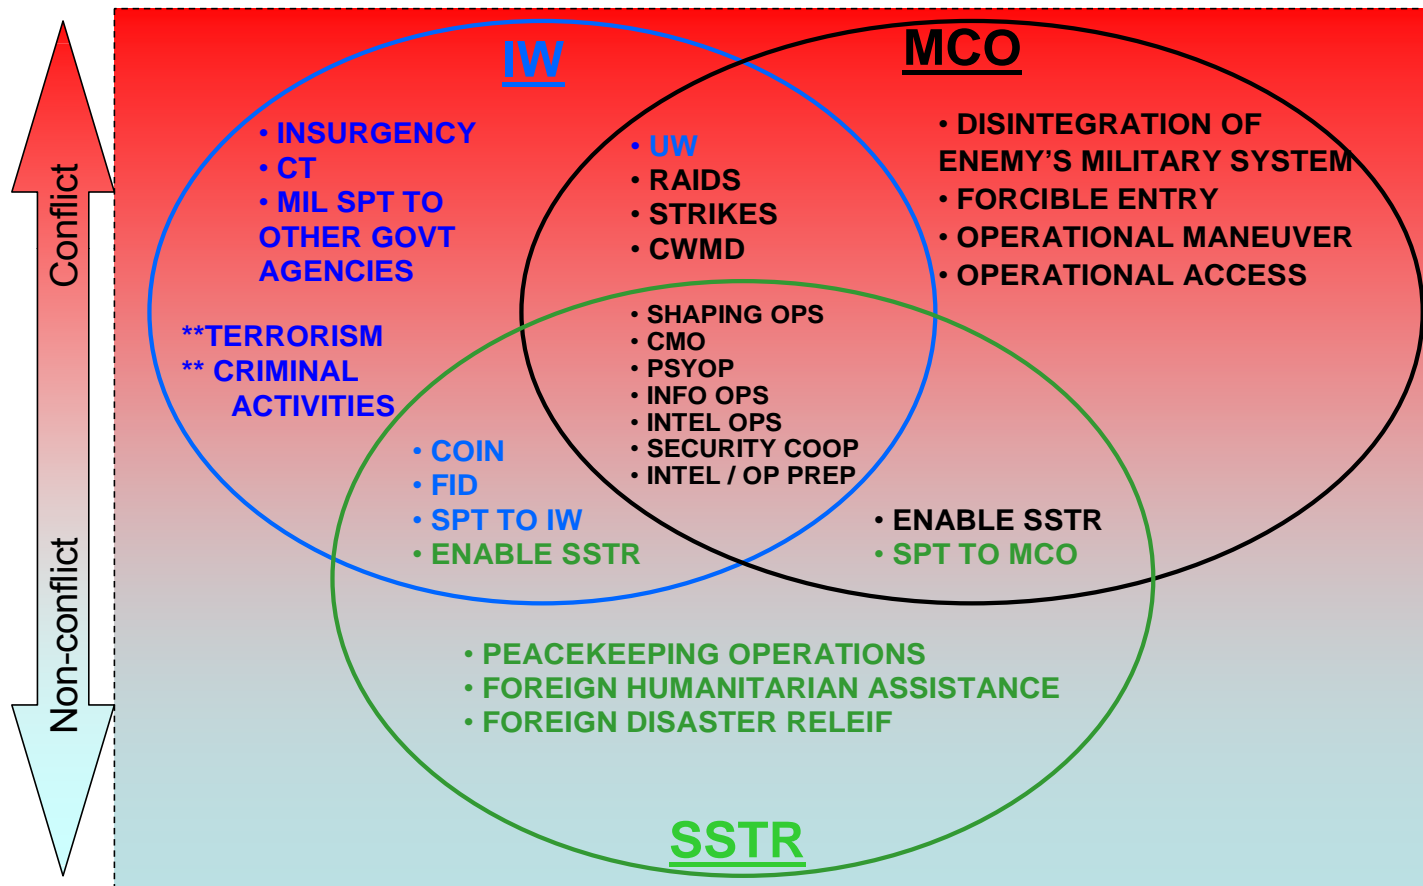 IW
MCO
Conflict
Non-conflict
• INSURGENCY
• CT
• MIL SPT TO
OTHER GOVT
AGENCIES
**TERRORISM
** CRIMINAL
ACTIVITIES
• UW
• RAIDS
• STRIKES
• CWMD
• DISINTEGRATION OF
ENEMY’S MILITARY SYSTEM
• FORCIBLE ENTRY
• OPERATIONAL MANEUVER
• OPERATIONAL ACCESS
• SHAPING OPS
• CMO
• PSYOP
• INFO OPS
• INTEL OPS
• SECURITY COOP
• INTEL / OP PREP
• COIN
• FID
• SPT TO IW
• ENABLE SSTR
• ENABLE SSTR
• SPT TO MCO
• PEACEKEEPING OPERATIONS
• FOREIGN HUMANITARIAN ASSISTANCE
• FOREIGN DISASTER RELEIF
SSTR